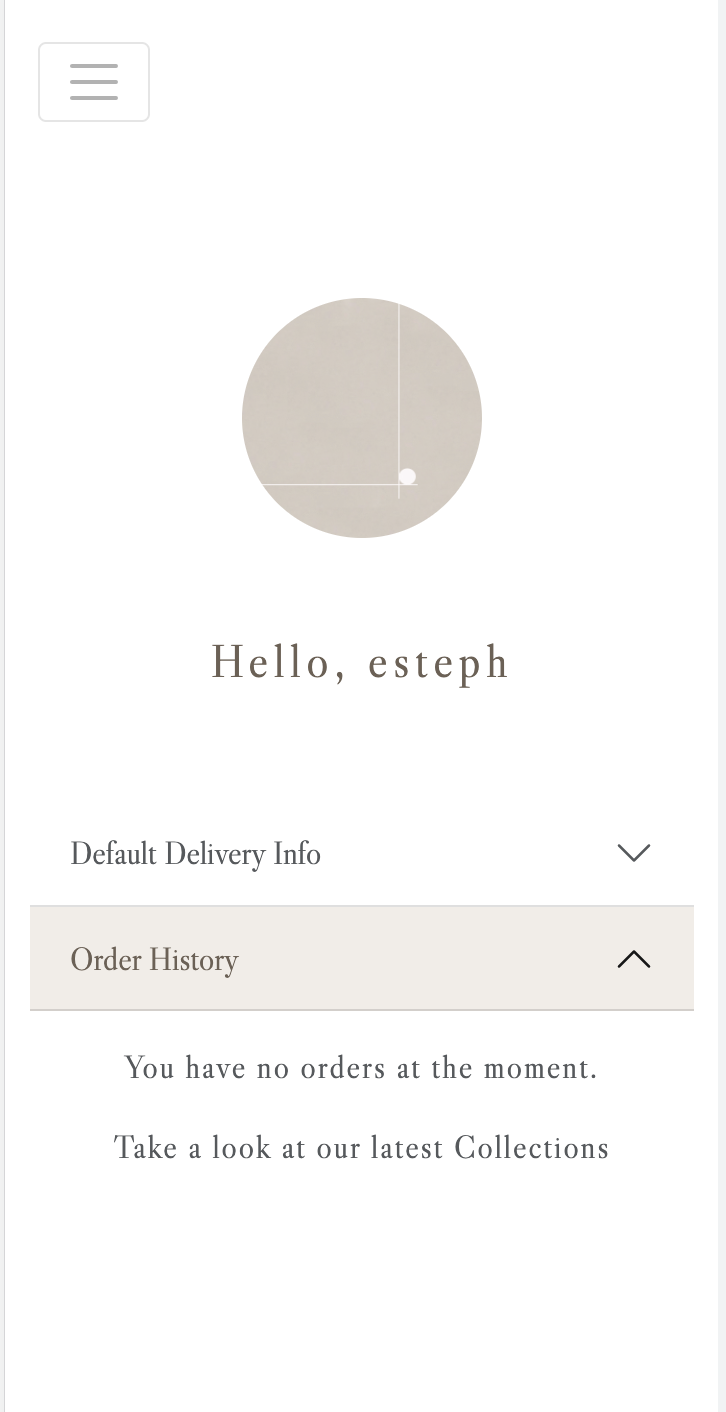 Hello, esteph
Default Delivery Info
Order History
You have no orders at the moment.
Take a look at our latest Collections